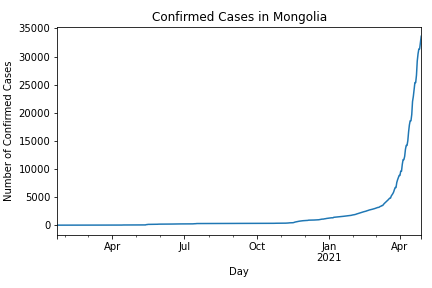 Confirmed Cases in Mongolia
35000
30000
25000
20000
15000
10000
5000
0
Number of Confirmed Cases
Apr
Jul
Oct
Jan
2021
Apr
Day